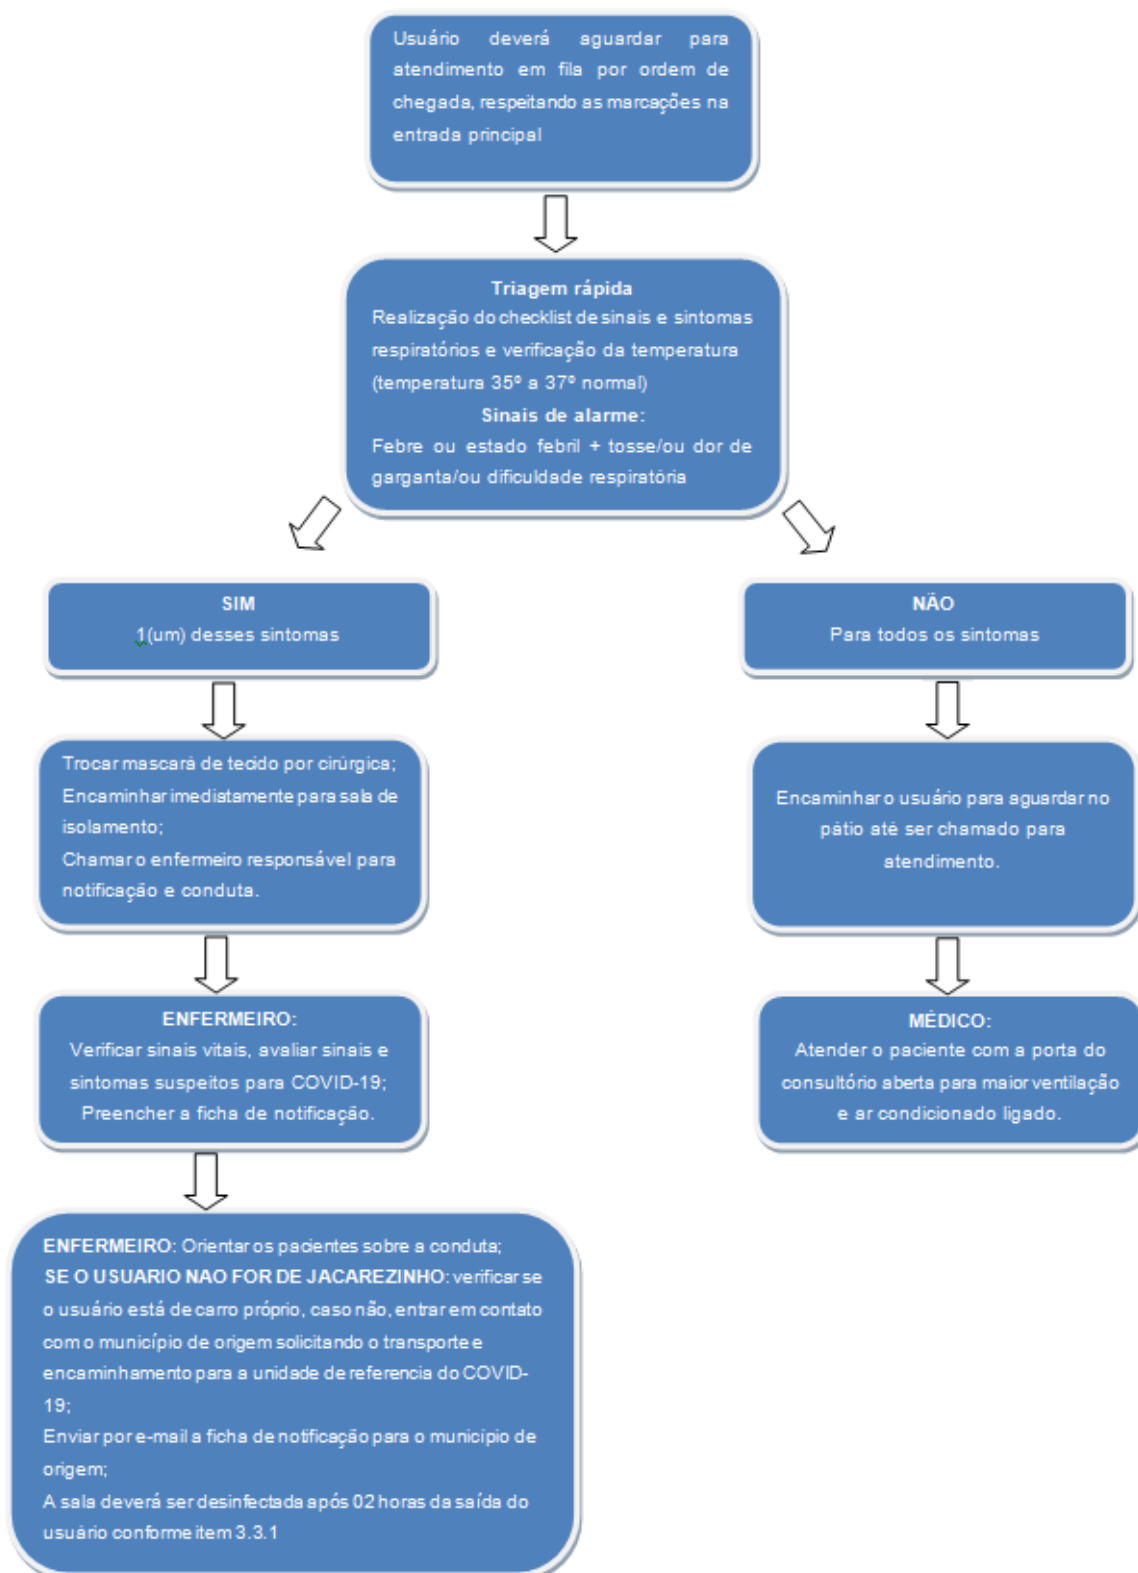 Usuário deverá aguardar para
atendimento em fila por ordem de
chegada, respeitando as marcações na
entrada principal
Triagem rápida
Realização do checklist de sinais e sintomas
respiratórios e verificação da temperatura
(temperatura 35º a 37º normal)
Sinais de alarme:
Febre ou estado febril + tosse/ou dor de
garganta/ou dificuldade respiratória
SIM
1(um) desses sintomas
NÃO
Para todos os sintomas
Trocar mascará de tecido por cirúrgica;
Encaminhar imediatamente para sala de
isolamento;
Chamar o enfermeiro responsável para
notificação e conduta.
Encaminhar o usuário para aguardar no
pátio até ser chamado para
atendimento.
ENFERMEIRO:
Verificar sinais vitais, avaliar sinais e
sintomas suspeitos para COVID-19;
Preencher a ficha de notificação.
MÉDICO:
Atender o paciente com a porta do
consultório aberta para maior ventilação
e ar condicionado ligado.
ENFERMEIRO: Orientar os pacientes sobre a conduta;
SE O USUARIO NAO FOR DE JACAREZINHO: verificar se
o usuário está de carro próprio, caso não, entrar em contato
com o município de origem solicitando o transporte e
encaminhamento para a unidade de referencia do COVID-
19;
Enviar por e-mail a ficha de notificação para o município de
origem;
A sala deverá ser desinfectada após 02 horas da saída do
usuário conforme item 3.3.1